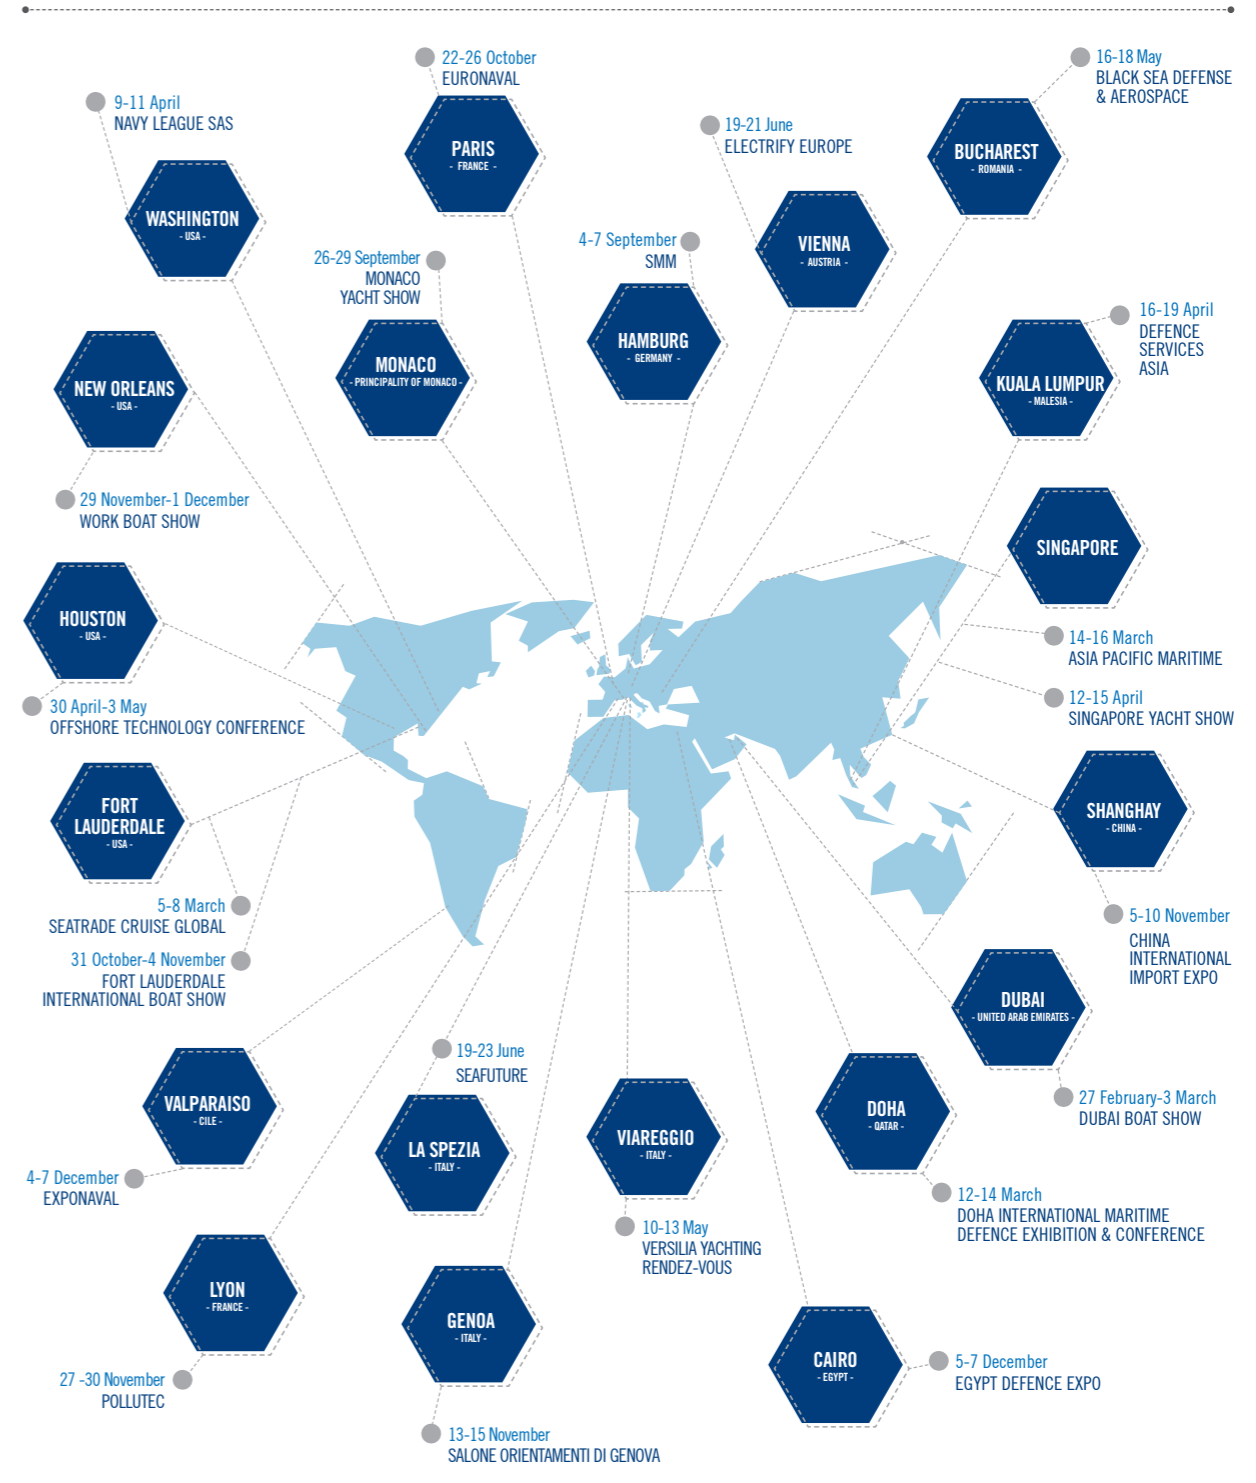 22-26 October
EURONAVAL
PARIS
- FRANCE -
16-18 May
BLACK SEA DEFENSE
& AEROSPACE
BUCHAREST
- ROMANIA -
9-11 April
NAVY LEAGUE SAS
WASHINGTON
- USA -
19-21 June
ELECTRIFY EUROPE
VIENNA
- AUSTRIA -
26-29 September
MONACO
YACHT SHOW
MONACO
- PRINCIPALITY OF MONACO -
4-7 September
SMM
HAMBURG
- GERMANY -
16-19 April
DEFENCE
SERVICES
ASIA
KUALA LUMPUR
- MALESIA -
NEW ORLEANS
- USA -
29 November-1 December
WORK BOAT SHOW
SINGAPORE
14-16 March
ASIA PACIFIC MARITIME
12-15 April
SINGAPORE YACHT SHOW
HOUSTON
- USA -
30 April-3 May
OFFSHORE TECHNOLOGY CONFERENCE
FORT
LAUDERDALE
- USA -
5-8 March
SEATRADE CRUISE GLOBAL
31 October-4 November
FORT LAUDERDALE
INTERNATIONAL BOAT SHOW
SHANGHAY
- CHINA -
5-10 November
CHINA
INTERNATIONAL
IMPORT EXPO
DUBAI
- UNITED ARAB EMIRATES -
27 February-3 March
DUBAI BOAT SHOW
VALPARAISO
- CILE -
4-7 December
EXPONAVAL
19-23 June
SEAFUTURE
LA SPEZIA
- ITALY -
VIAREGGIO
- ITALY -
10-13 May
VERSILIA YACHTING
RENDEZ-VOUS
DOHA
- QATAR -
12-14 March
DOHA INTERNATIONAL MARITIME
DEFENCE EXHIBITION & CONFERENCE
LYON
- FRANCE -
27 -30 November
POLLUTEC
GENOA
- ITALY -
13-15 November
SALONE ORIENTAMENTI DI GENOVA
CAIRO
- EGYPT -
5-7 December
EGYPT DEFENCE EXPO